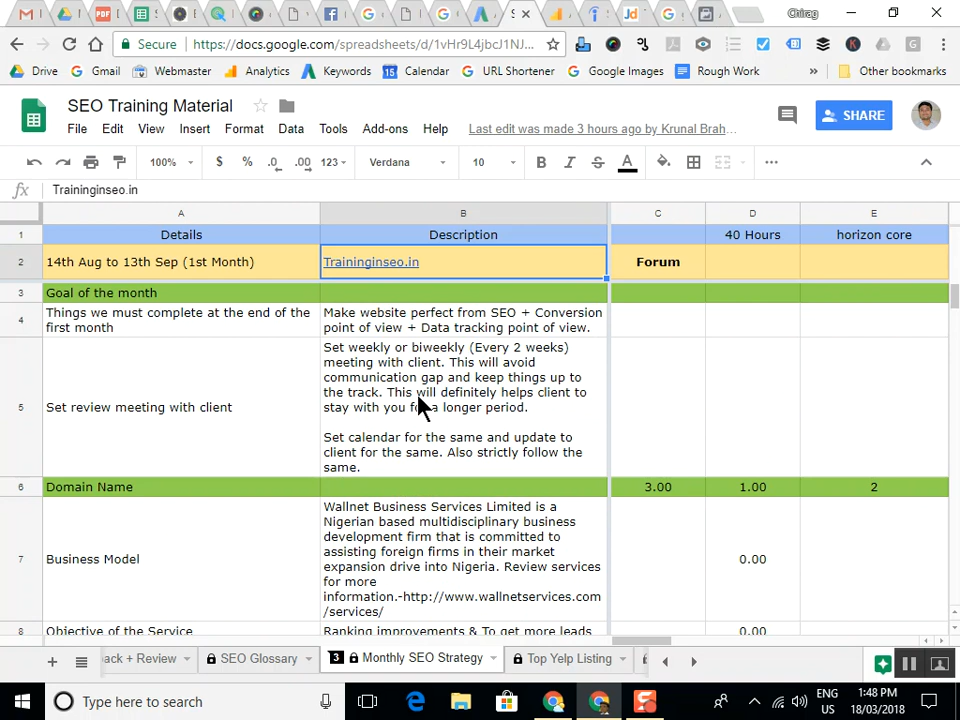 S
Jd
Chirag
Secure
https://docs.google.com/spreadsheets/d/1vHr9L4jbcJ1NJ...
Drive
Gmail
Webmaster
Analytics
Keywords
15
Calendar
URL Shortener
Google Images
Rough Work
»
Other bookmarks
SEO Training Material
SHARE
File
Edit
View
Insert
Format
Data
Tools
Add-ons
Help
Last edit was made 3 hours ago by Krunal Brah...
100%
$
%
.0
.00
123
Verdana
10
B
I
S
A
fx
Traininginseo.in
A
B
C
D
E
1
Details
Description
40 Hours
horizon core
2
14th Aug to 13th Sep (1st Month)
Traininginseo.in
Forum
3
Goal of the month
4
Things we must complete at the end of the
first month
Make website perfect from SEO + Conversion
point of view + Data tracking point of view.
5
Set review meeting with client
Set weekly or biweekly (Every 2 weeks)
meeting with client. This will avoid
communication gap and keep things up to
the track. This will definitely helps client to
stay with you for a longer period.
Set calendar for the same and update to
client for the same. Also strictly follow the
same.
6
Domain Name
3.00
1.00
2
7
Business Model
Wallnet Business Services Limited is a
Nigerian based multidisciplinary business
development firm that is committed to
assisting foreign firms in their market
expansion drive into Nigeria. Review services
for more
information.-http://www.wallnetservices.com
/services/
0.00
8
Objective of the Service
Ranking improvements & To get more leads
0.00
ack + Review
SEO Glossary
3
Monthly SEO Strategy
Top Yelp Listing
Type here to search
ENG
US
1:48 PM
18/03/2018